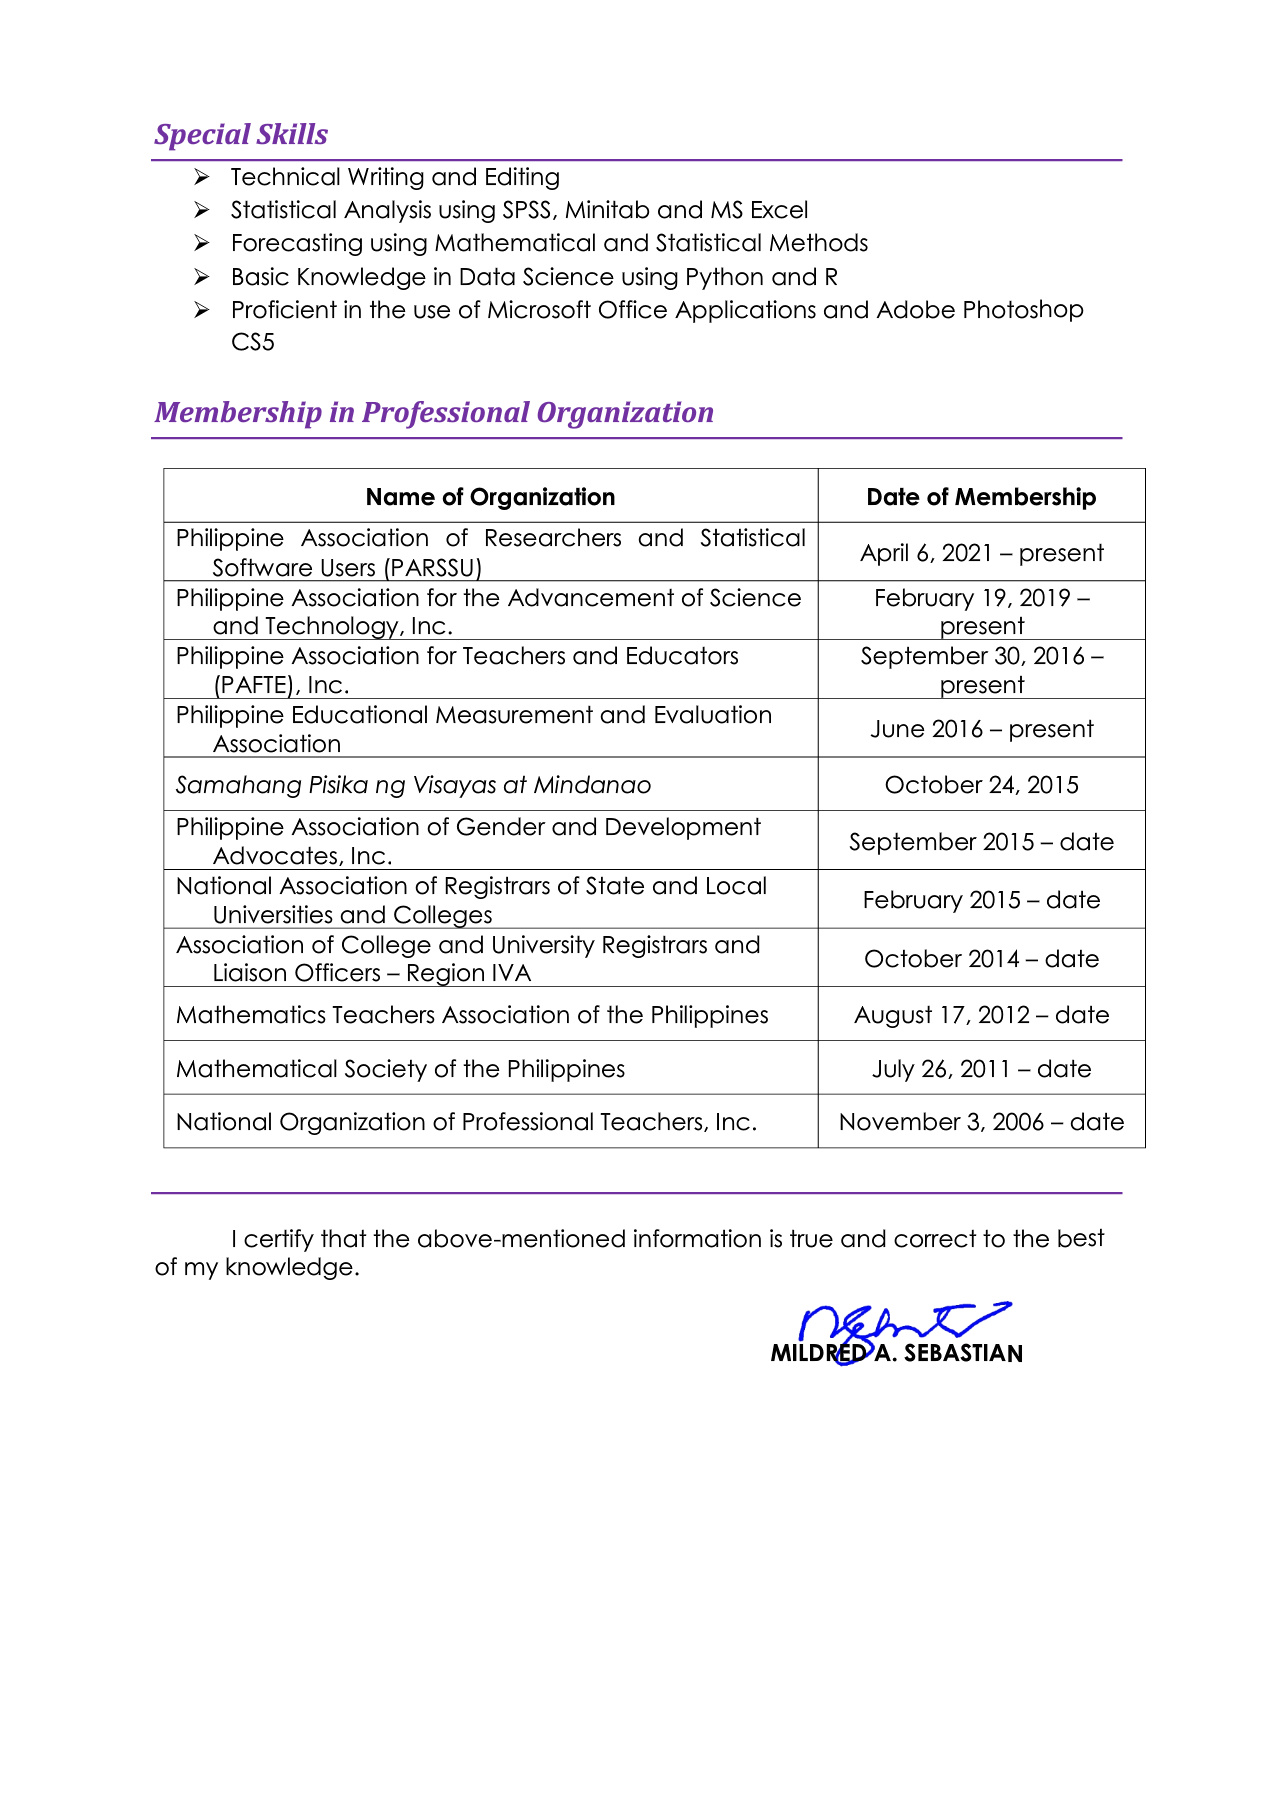 Special Skills
➢ Technical Writing and Editing
➢ Statistical Analysis using SPSS, Minitab and MS Excel
➢ Forecasting using Mathematical and Statistical Methods
➢ Basic Knowledge in Data Science using Python and R
➢ Proficient in the use of Microsoft Office Applications and Adobe Photoshop
CS5
Membership in Professional Organization
Name of Organization Date of Membership
Philippine Association of Researchers and Statistical
Software Users (PARSSU)
April 6, 2021 – present
Philippine Association for the Advancement of Science
and Technology, Inc.
February 19, 2019 –
present
Philippine Association for Teachers and Educators
(PAFTE), Inc.
September 30, 2016 –
present
Philippine Educational Measurement and Evaluation
Association
June 2016 – present
Samahang Pisika ng Visayas at Mindanao October 24, 2015
Philippine Association of Gender and Development
Advocates, Inc.
September 2015 – date
National Association of Registrars of State and Local
Universities and Colleges
February 2015 – date
Association of College and University Registrars and
Liaison Officers – Region IVA
October 2014 – date
Mathematics Teachers Association of the Philippines August 17, 2012 – date
Mathematical Society of the Philippines July 26, 2011 – date
National Organization of Professional Teachers, Inc. November 3, 2006 – date
I certify that the above-mentioned information is true and correct to the best
of my knowledge.
MILDRED A. SEBASTIAN